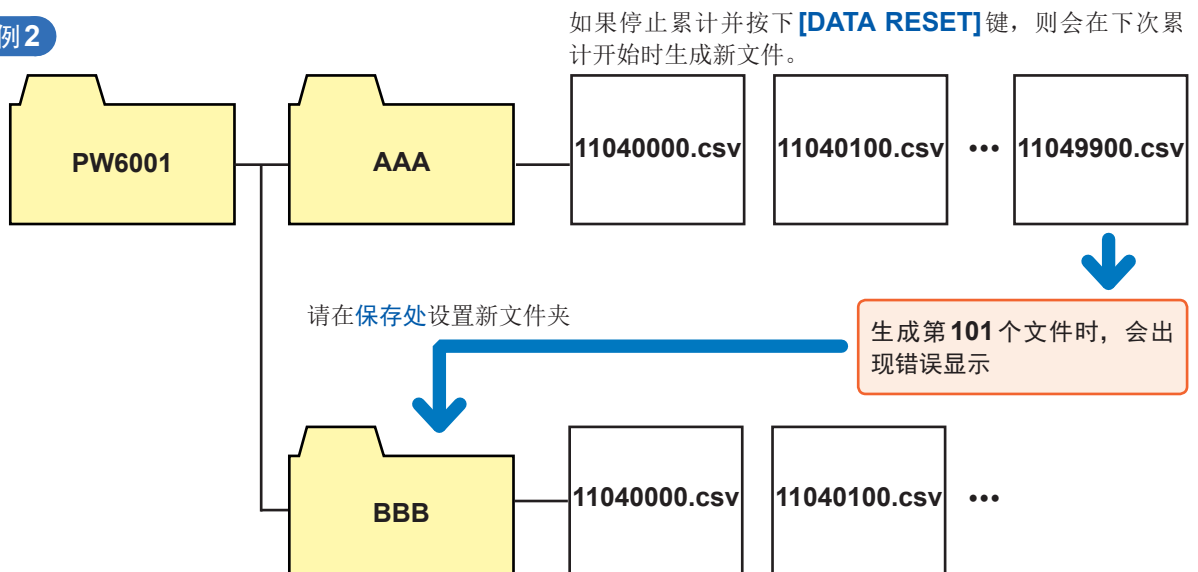 例2
如果停止累计并按下[DATA RESET]键，则会在下次累
计开始时生成新文件。
PW6001
AAA
11040000.csv
11040100.csv
•••
11049900.csv
请在保存处设置新文件夹
生成第101个文件时，会出
现错误显示
BBB
11040000.csv
11040100.csv
•••